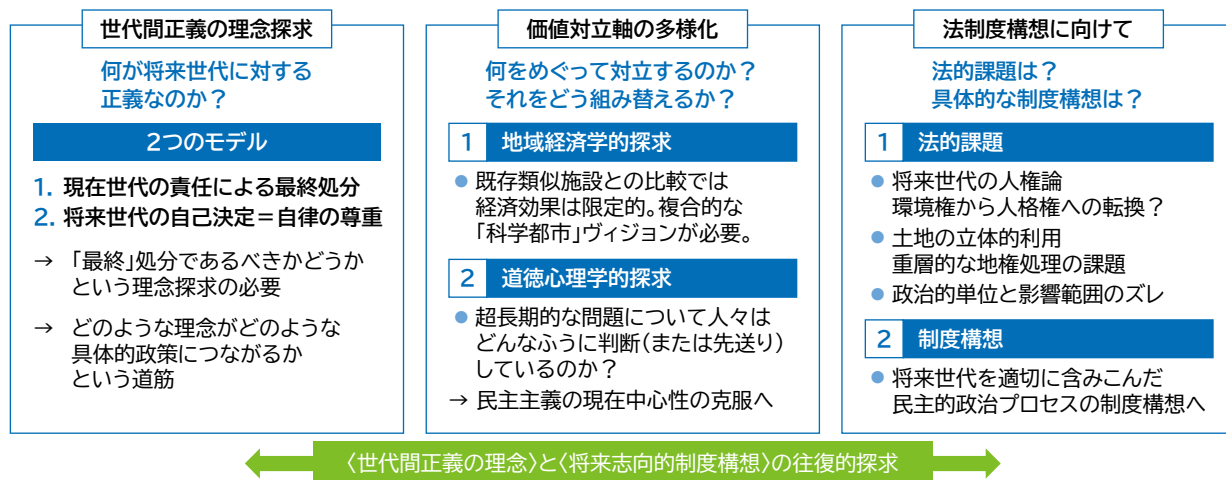 世代間正義の理念探求
何が将来世代に対する
正義なのか？
2つのモデル
1. 現在世代の責任による最終処分
2. 将来世代の自己決定＝自律の尊重
→ 「最終」処分であるべきかどうか
という理念探求の必要
→ どのような理念がどのような
具体的政策につながるか
という道筋
価値対立軸の多様化
何をめぐって対立するのか？
それをどう組み替えるか？
1 地域経済学的探求
● 既存類似施設との比較では
経済効果は限定的。複合的な
「科学都市」ヴィジョンが必要。
2 道徳心理学的探求
● 超長期的な問題について人々は
どんなふうに判断（または先送り）
しているのか？
→ 民主主義の現在中心性の克服へ
法制度構想に向けて
法的課題は？
具体的な制度構想は？
1 法的課題
● 将来世代の人権論
環境権から人格権への転換？
● 土地の立体的利用
重層的な地権処理の課題
● 政治的単位と影響範囲のズレ
2 制度構想
● 将来世代を適切に含みこんだ
民主的政治プロセスの制度構想へ
〈世代間正義の理念〉と〈将来志向的制度構想〉の往復的探求